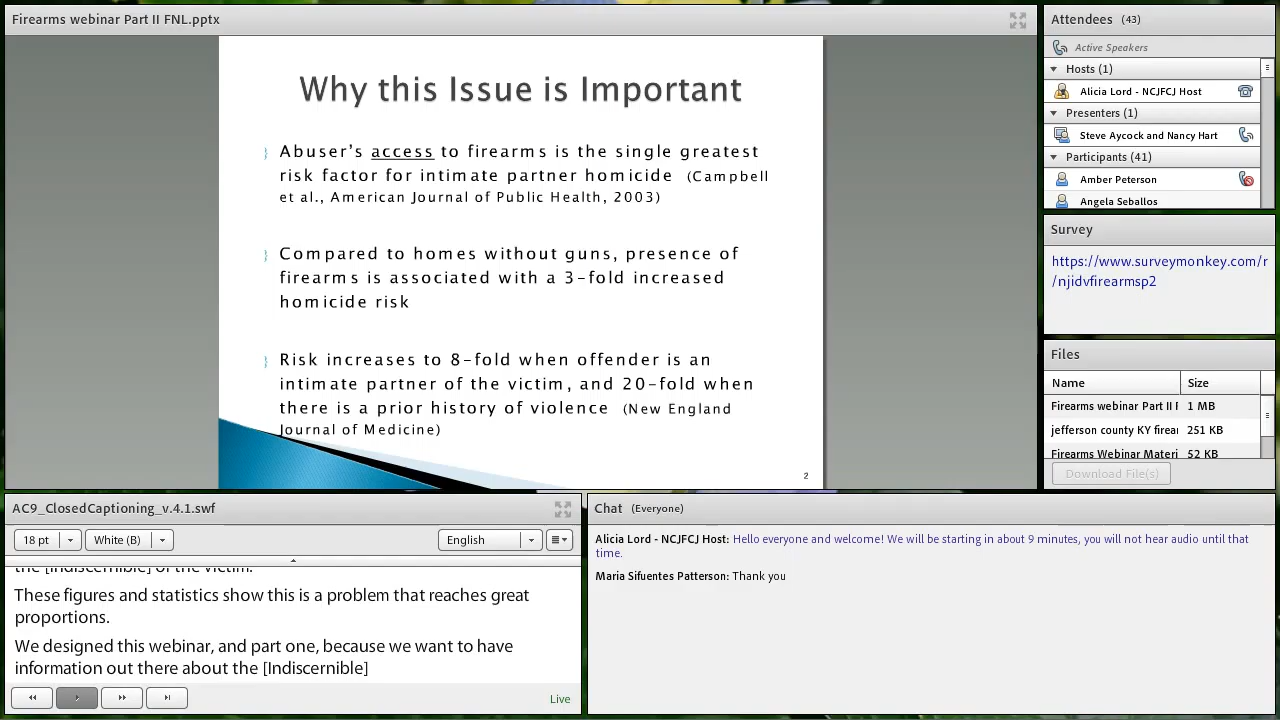 Firearms webinar Part II FNL.pptx
Why this Issue is Important
Abuser's access to firearms is the single greatest
risk factor for intimate partner homicide (Campbell
et al., American Journal of Public Health, 2003)
Compared to homes without guns, presence of
firearms is associated with a 3-fold increased
homicide risk
Risk increases to 8-fold when offender is an
intimate partner of the victim, and 20-fold when
there is a prior history of violence (New England
Journal of Medicine)
2
Attendees (43)
Active Speakers
Hosts (1)
Alicia Lord - NCJFCJ Host
Presenters (1)
Steve Aycock and Nancy Hart
Participants (41)
Amber Peterson
Angela Seballos
Survey
https://www.surveymonkey.com/r
/njidvfirearmsp2
Files
Name Size
Firearms webinar Part II 1 MB
jefferson county KY firear 251 KB
Firearms Webinar Materi 52 KB
Download File(s)
AC9_ClosedCaptioning_v.4.1.swf
18 pt White (B) English
the [indiscernible] of the victim.
These figures and statistics show this is a problem that reaches great
proportions.
We designed this webinar, and part one, because we want to have
information out there about the [Indiscernible]
Live
Chat (Everyone)
Alicia Lord - NCJFCJ Host: Hello everyone and welcome! We will be starting in about 9 minutes, you will not hear audio until that
time.
Maria Sifuentes Patterson: Thank you